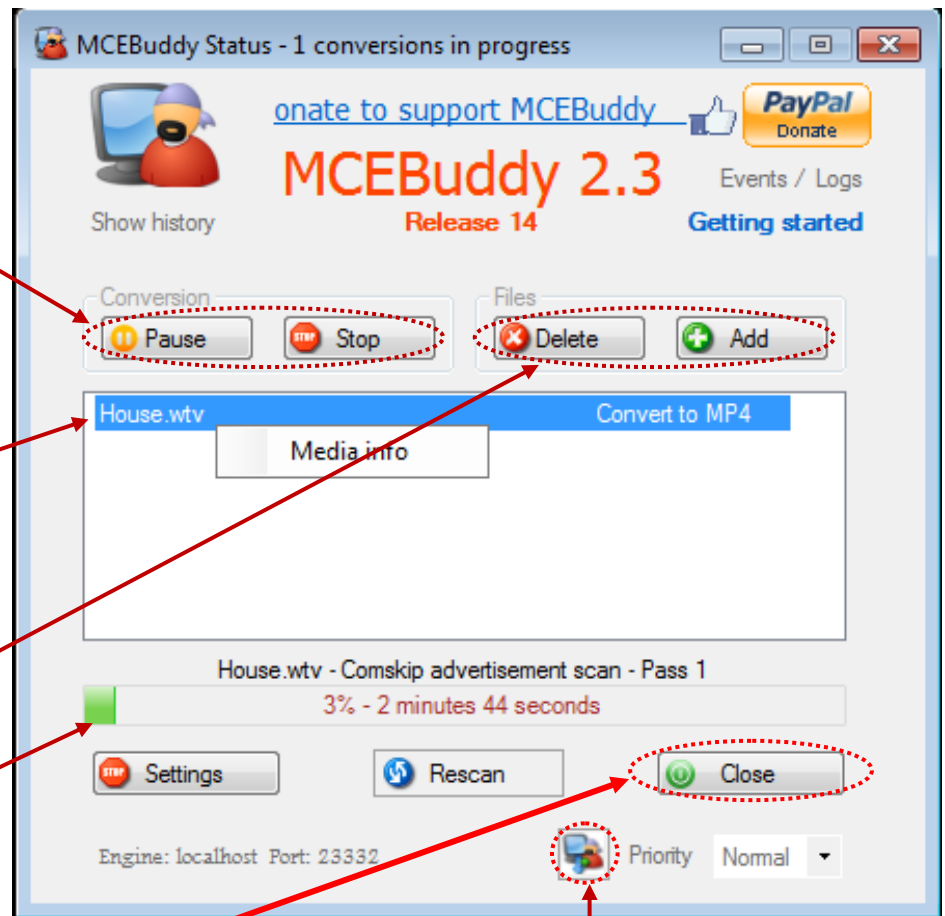 MCEBuddy Status - 1 conversions in progress
onate to support MCEBuddy
PayPal
Donate
MCEBuddy 2.3
Events / Logs
Show history
Release 14
Getting started
Conversion
Files
Pause
STOP Stop
Delete
Add
House.wtv Convert to MP4
Media info
House.wtv - Comskip advertisement scan - Pass 1
3% - 2 minutes 44 seconds
STOP Settings
Rescan
Close
Engine: localhost Port: 23332
Priority Normal